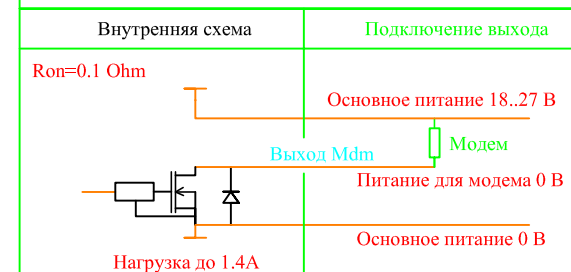 Внутренняя схема
Подключение выхода
Ron=0.1 Ohm
Основное питание 18..27 В
Модем
Выход Mdm
Питание для модема 0 В
Основное питание 0 В
Нагрузка до 1.4А